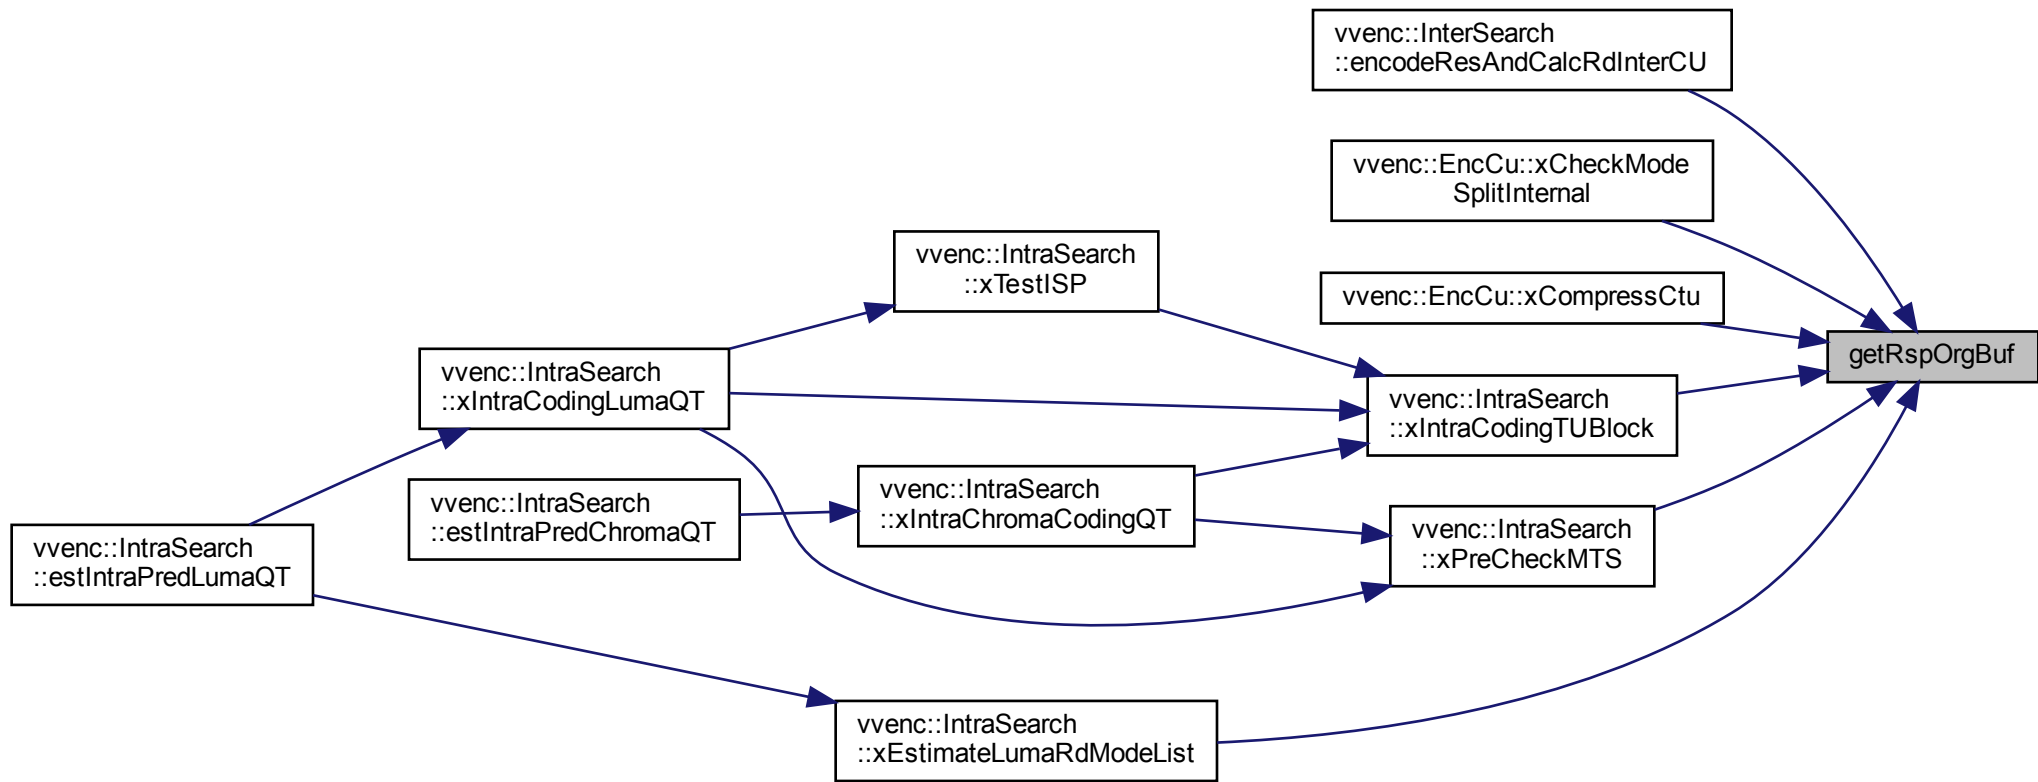 vvenc::InterSearch
::encodeResAndCalcRdInterCU
vvenc::EncCu::xCheckMode
SplitInternal
vvenc::IntraSearch
::xTestISP
vvenc::EncCu::xCompressCtu
getRspOrgBuf
vvenc::IntraSearch
::xIntraCodingLumaQT
vvenc::IntraSearch
::xIntraCodingTUBlock
vvenc::IntraSearch
::estIntraPredChromaQT
vvenc::IntraSearch
::xIntraChromaCodingQT
vvenc::IntraSearch
::xPreCheckMTS
vvenc::IntraSearch
::estIntraPredLumaQT
vvenc::IntraSearch
::xEstimateLumaRdModeList